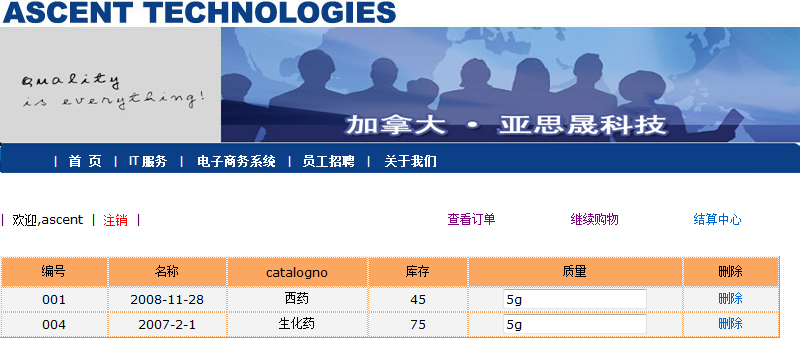 ASCENT TECHNOLOGIES
Quality
is everything!
加拿大 · 亚思晟科技
| 首 页 | IT 服务 | 电子商务系统 | 员工招聘 | 关于我们
| 欢迎,ascent | 注销 | 查看订单 继续购物 结算中心
编号 名称 catalogno 库存 质量 删除
001 2008-11-28 西药 45 5g 删除
004 2007-2-1 生化药 75 5g 删除